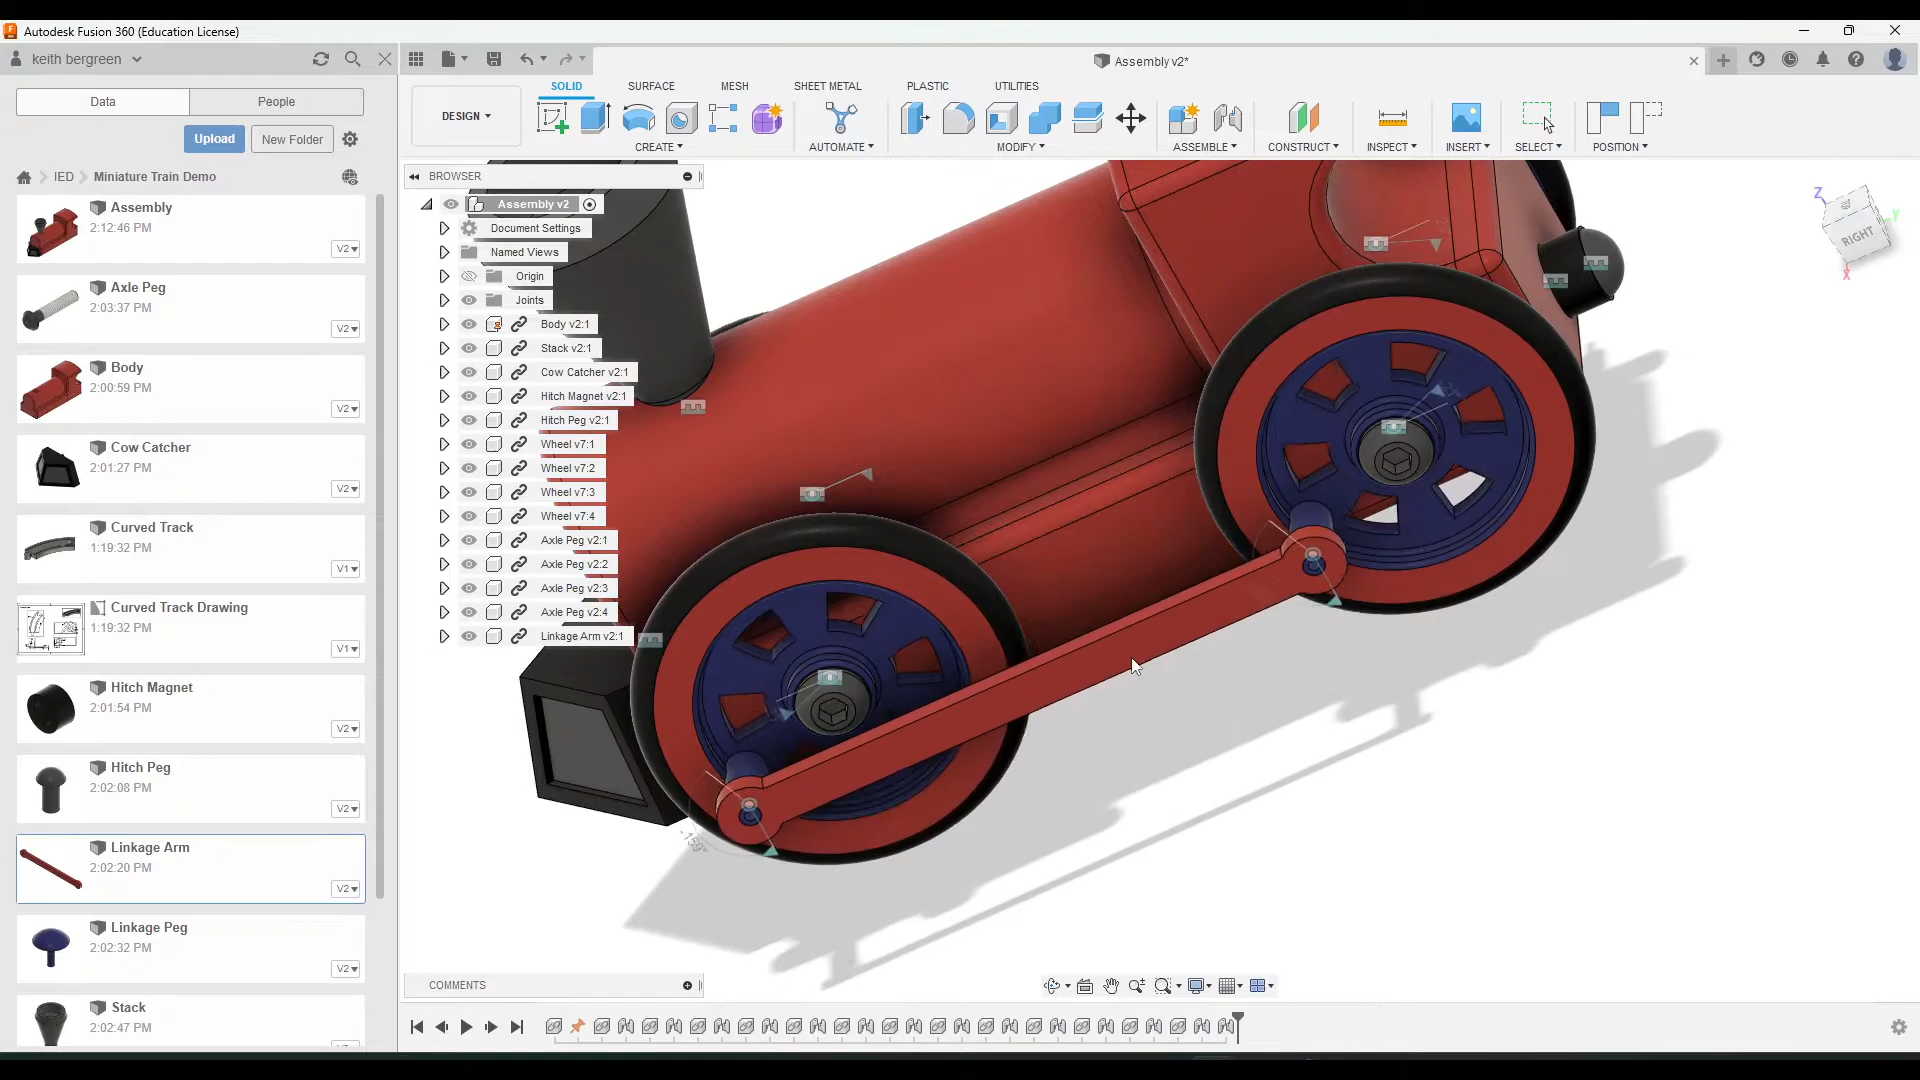 Autodesk Fusion 360 (Education License)
keith bergreen
Assembly v2*
Data
People
Upload
New Folder
IED
Miniature Train Demo
Assembly
2:12:46 PM
V2
Axle Peg
2:03:37 PM
V2
Body
2:00:59 PM
V2
Cow Catcher
2:01:27 PM
V2
Curved Track
1:19:32 PM
V1
Curved Track Drawing
1:19:32 PM
V1
Hitch Magnet
2:01:54 PM
V2
Hitch Peg
2:02:08 PM
V2
Linkage Arm
2:02:20 PM
V2
Linkage Peg
2:02:32 PM
V2
Stack
2:02:47 PM
DESIGN
SOLID
SURFACE
MESH
SHEET METAL
PLASTIC
UTILITIES
CREATE
AUTOMATE
MODIFY
ASSEMBLE
CONSTRUCT
INSPECT
INSERT
SELECT
POSITION
BROWSER
Assembly v2
Document Settings
Named Views
Origin
Joints
Body v2:1
Stack v2:1
Cow Catcher v2:1
Hitch Magnet v2:1
Hitch Peg v2:1
Wheel v7:1
Wheel v7:2
Wheel v7:3
Wheel v7:4
Axle Peg v2:1
Axle Peg v2:2
Axle Peg v2:3
Axle Peg v2:4
Linkage Arm v2:1
Z
Y
RIGHT
X
COMMENTS